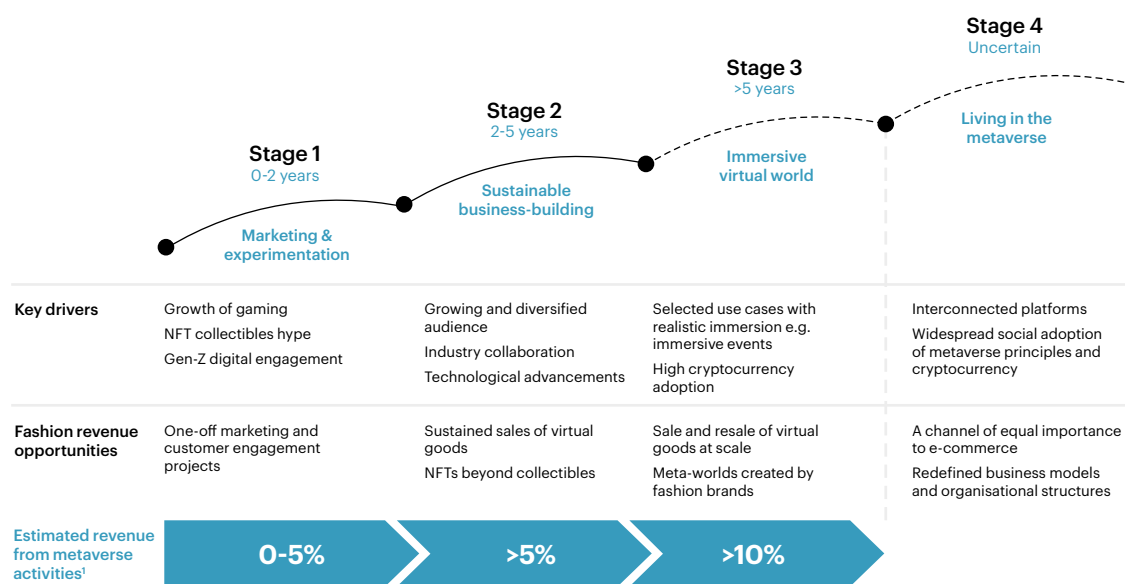 Stage 4
Uncertain
Stage 3
>5 years
Stage 2
2-5 years
Living in the
metaverse
Stage 1
0-2 years
Immersive
virtual world
Sustainable
business-building
Marketing &
experimentation
Key drivers
Growth of gaming
NFT collectibles hype
Gen-Z digital engagement
Growing and diversified
audience
Industry collaboration
Technological advancements
Selected use cases with
realistic immersion e.g.
immersive events
High cryptocurrency
adoption
Interconnected platforms
Widespread social adoption
of metaverse principles and
cryptocurrency
Fashion revenue
opportunities
One-off marketing and
customer engagement
projects
Sustained sales of virtual
goods
NFTs beyond collectibles
Sale and resale of virtual
goods at scale
Meta-worlds created by
fashion brands
A channel of equal importance
to e-commerce
Redefined business models
and organisational structures
Estimated revenue
from metaverse
activities¹
0-5%
>5%
>10%